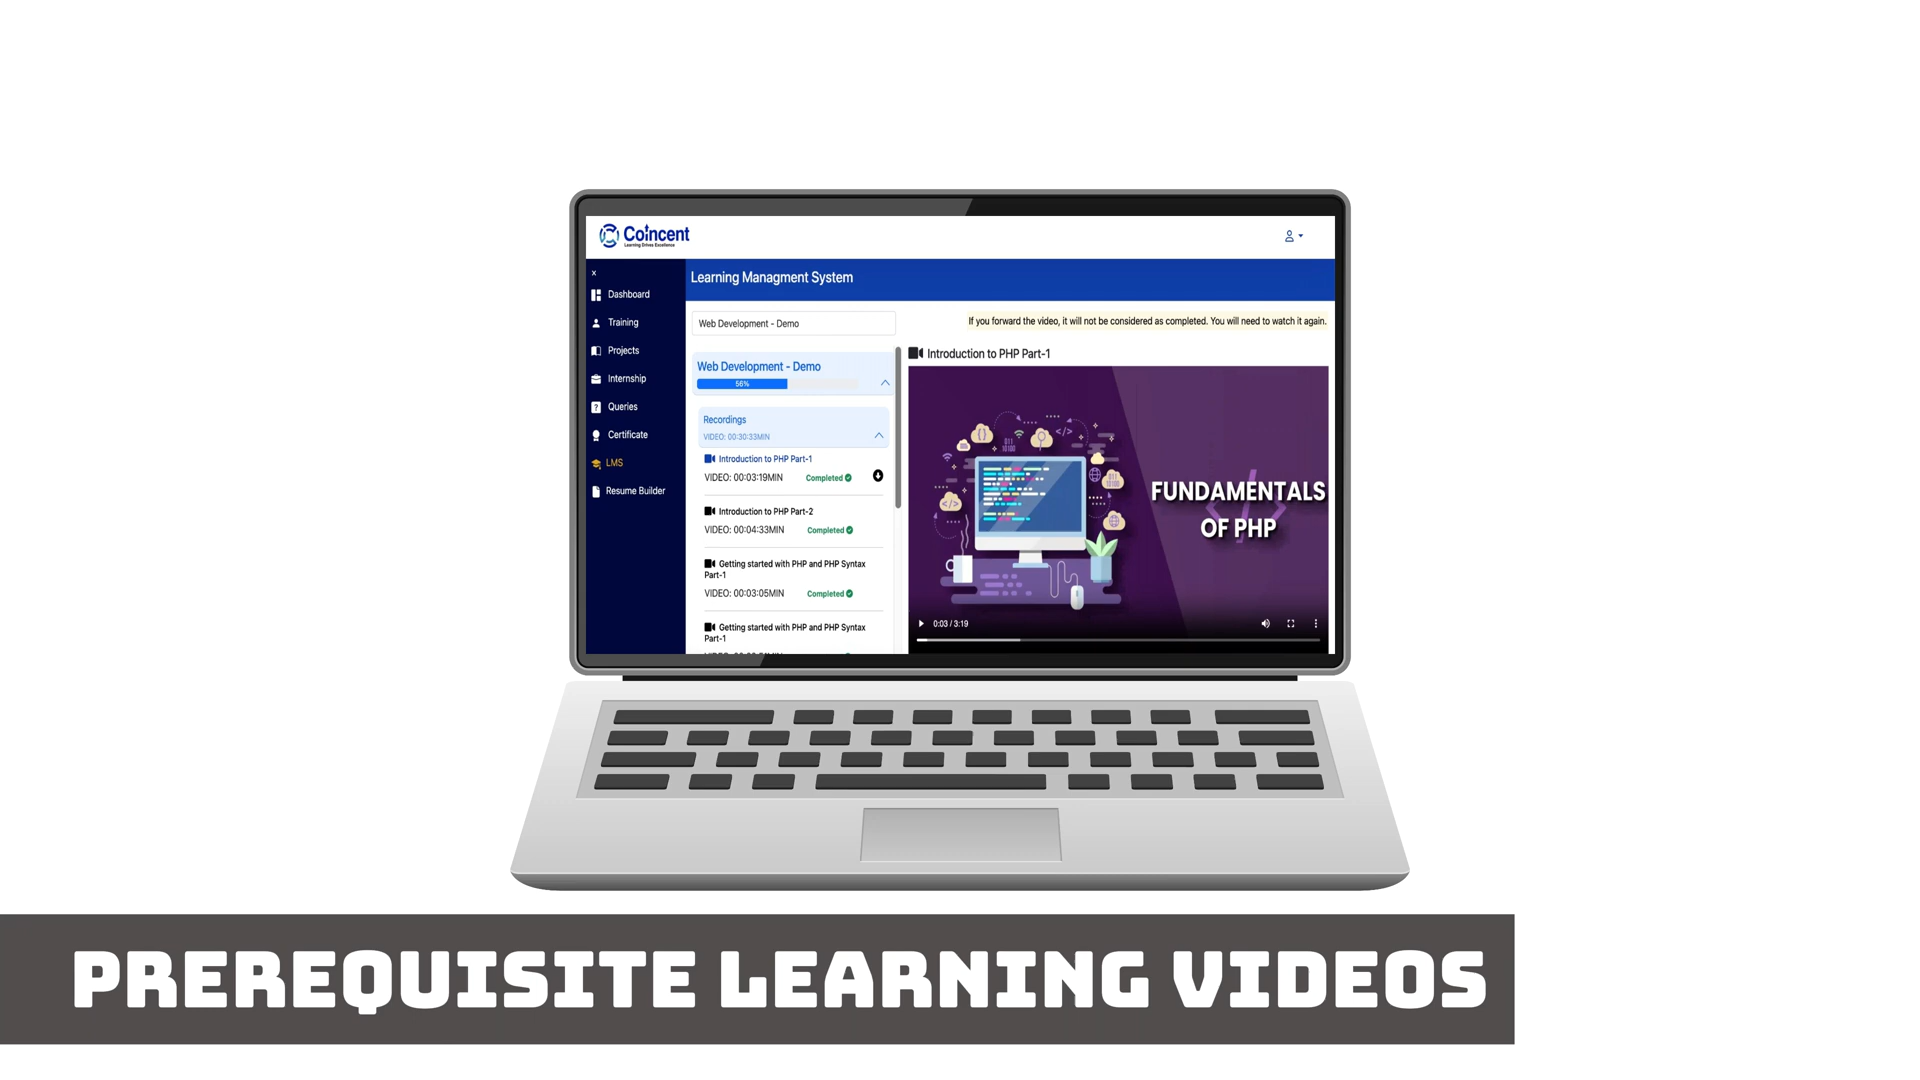 Coincent
Learning Drives Excellence
x
Dashboard
Training
Projects
Internship
Queries
Certificate
LMS
Resume Builder
Learning Managment System
Web Development - Demo
If you forward the video, it will not be considered as completed. You will need to watch it again.
Web Development - Demo
56%
Recordings
VIDEO: 00:30:33MIN
Introduction to PHP Part-1
VIDEO: 00:03:19MIN Completed
Introduction to PHP Part-2
VIDEO: 00:04:33MIN Completed
Getting started with PHP and PHP Syntax
Part-1
VIDEO: 00:03:05MIN Completed
Getting started with PHP and PHP Syntax
Part-1
Introduction to PHP Part-1
FUNDAMENTALS
OF PHP
0:03 / 3:19
PREREQUISITE LEARNING VIDEOS